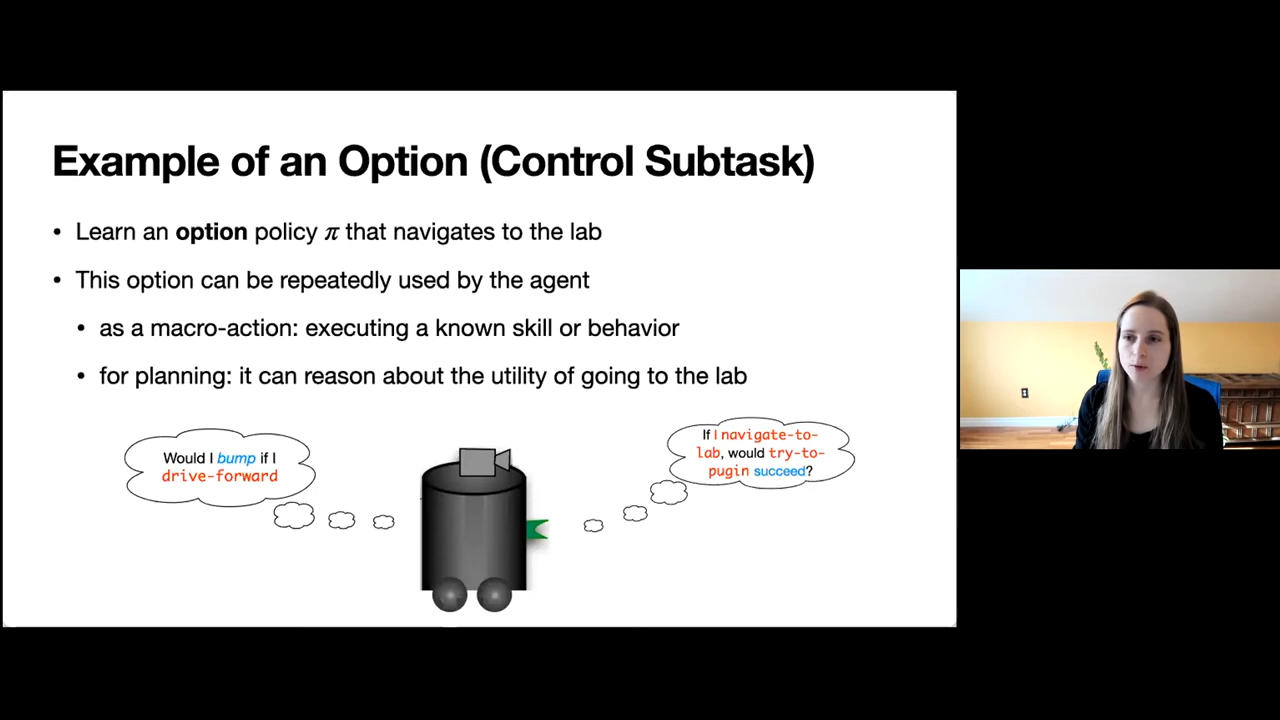 Example of an Option (Control Subtask)
• Learn an option policy π that navigates to the lab
• This option can be repeatedly used by the agent
• as a macro-action: executing a known skill or behavior
• for planning: it can reason about the utility of going to the lab
Would I bump if I
drive-forward
If I navigate-to-
lab, would try-to-
pugin succeed?